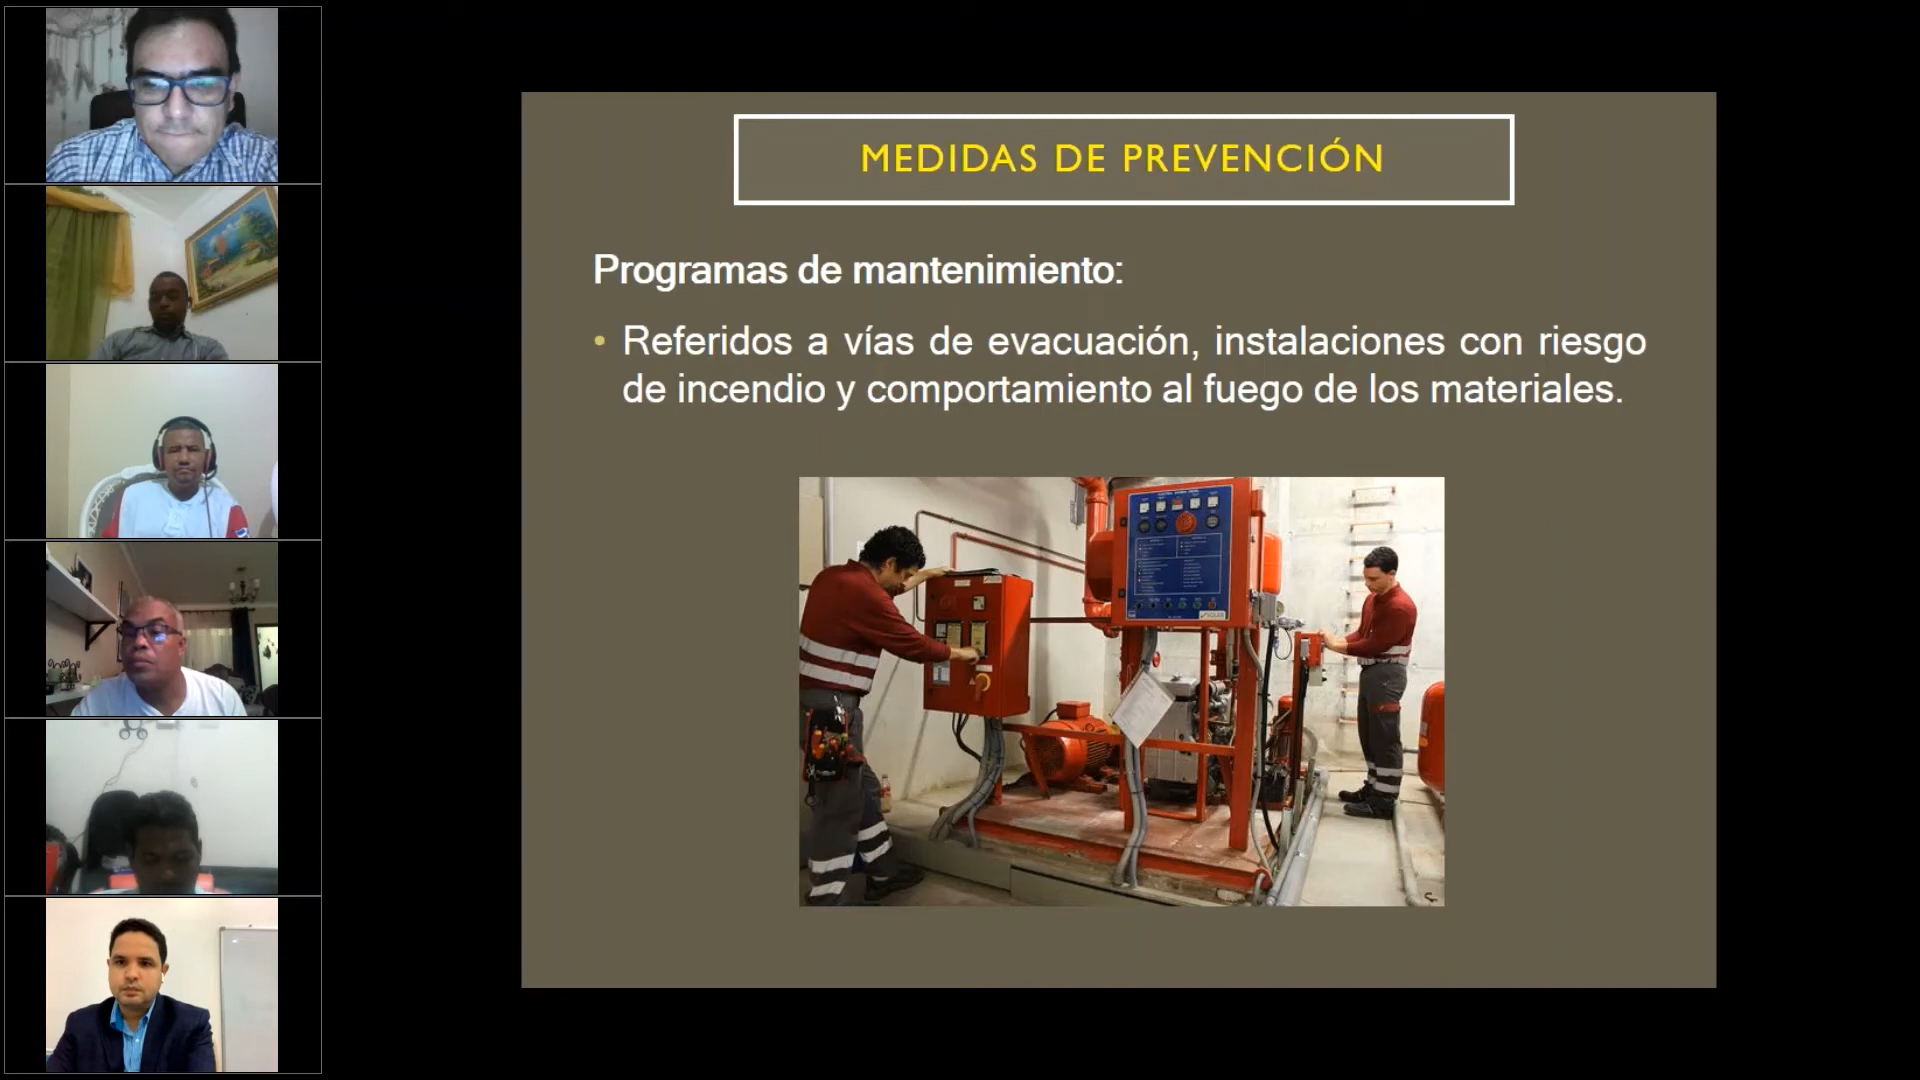 MEDIDAS DE PREVENCIÓN
Programas de mantenimiento:
• Referidos a vías de evacuación, instalaciones con riesgo
de incendio y comportamiento al fuego de los materiales.